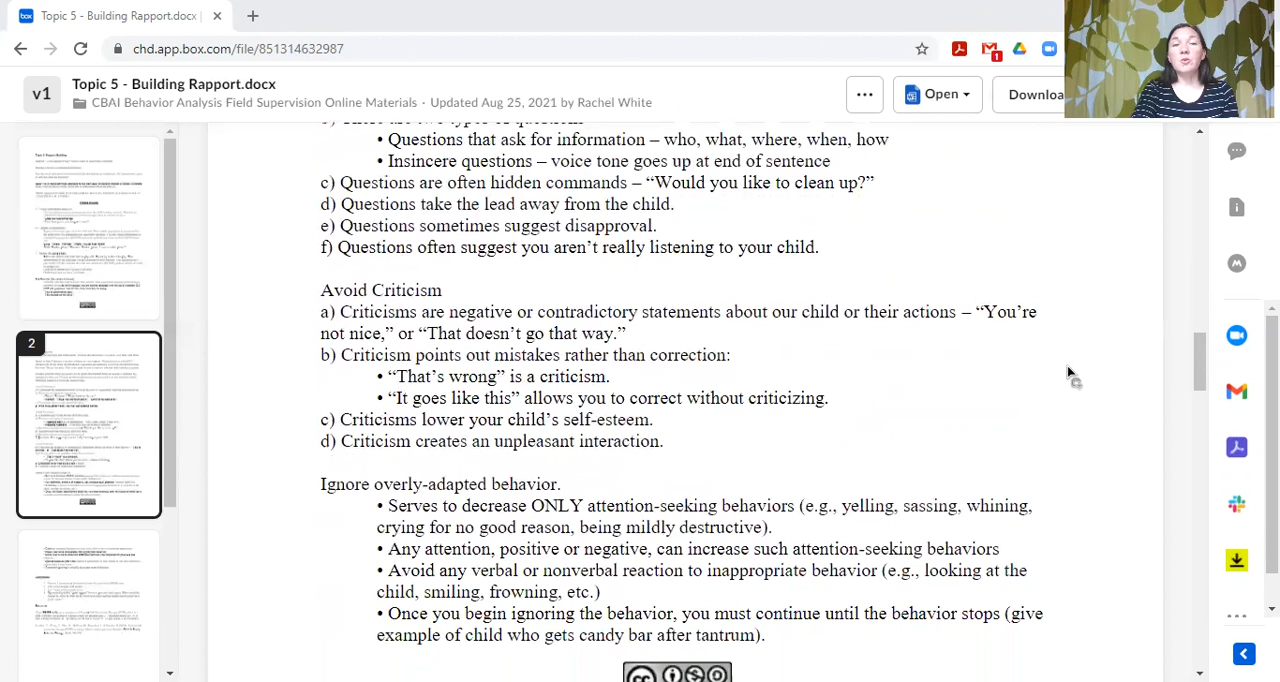 Topic 5 - Building Rapport.docx |
chd.app.box.com/file/851314632987
1
v1
Topic 5 - Building Rapport.docx
CBAI Behavior Analysis Field Supervision Online Materials · Updated Aug 25, 2021 by Rachel White
Open
Downloa
• Questions that ask for information – who, what, where, when, how
• Insincere questions – voice tone goes up at end of sentence
c) Questions are often hidden commands – “Would you like to clean up?”
d) Questions take the lead away from the child.
e) Questions sometimes suggest disapproval.
f) Questions often suggest you aren’t really listening to your child.
Avoid Criticism
a) Criticisms are negative or contradictory statements about our child or their actions – “You’re
not nice,” or “That doesn’t go that way.”
b) Criticism points out mistakes rather than correction:
• “That’s wrong” is a criticism.
• “It goes like this” allows you to correct without criticizing.
c) Criticisms lower your child’s self-esteem.
d) Criticism creates an unpleasant interaction.
Ignore overly-adapted behavior.
• Serves to decrease ONLY attention-seeking behaviors (e.g., yelling, sassing, whining,
crying for no good reason, being mildly destructive).
• Any attention, positive or negative, can increase child attention-seeking behaviors
• Avoid any verbal or nonverbal reaction to inappropriate behavior (e.g., looking at the
child, smiling, frowning, etc.)
• Once you start to ignore the behavior, you must ignore until the behavior stops (give
example of child who gets candy bar after tantrum).
2